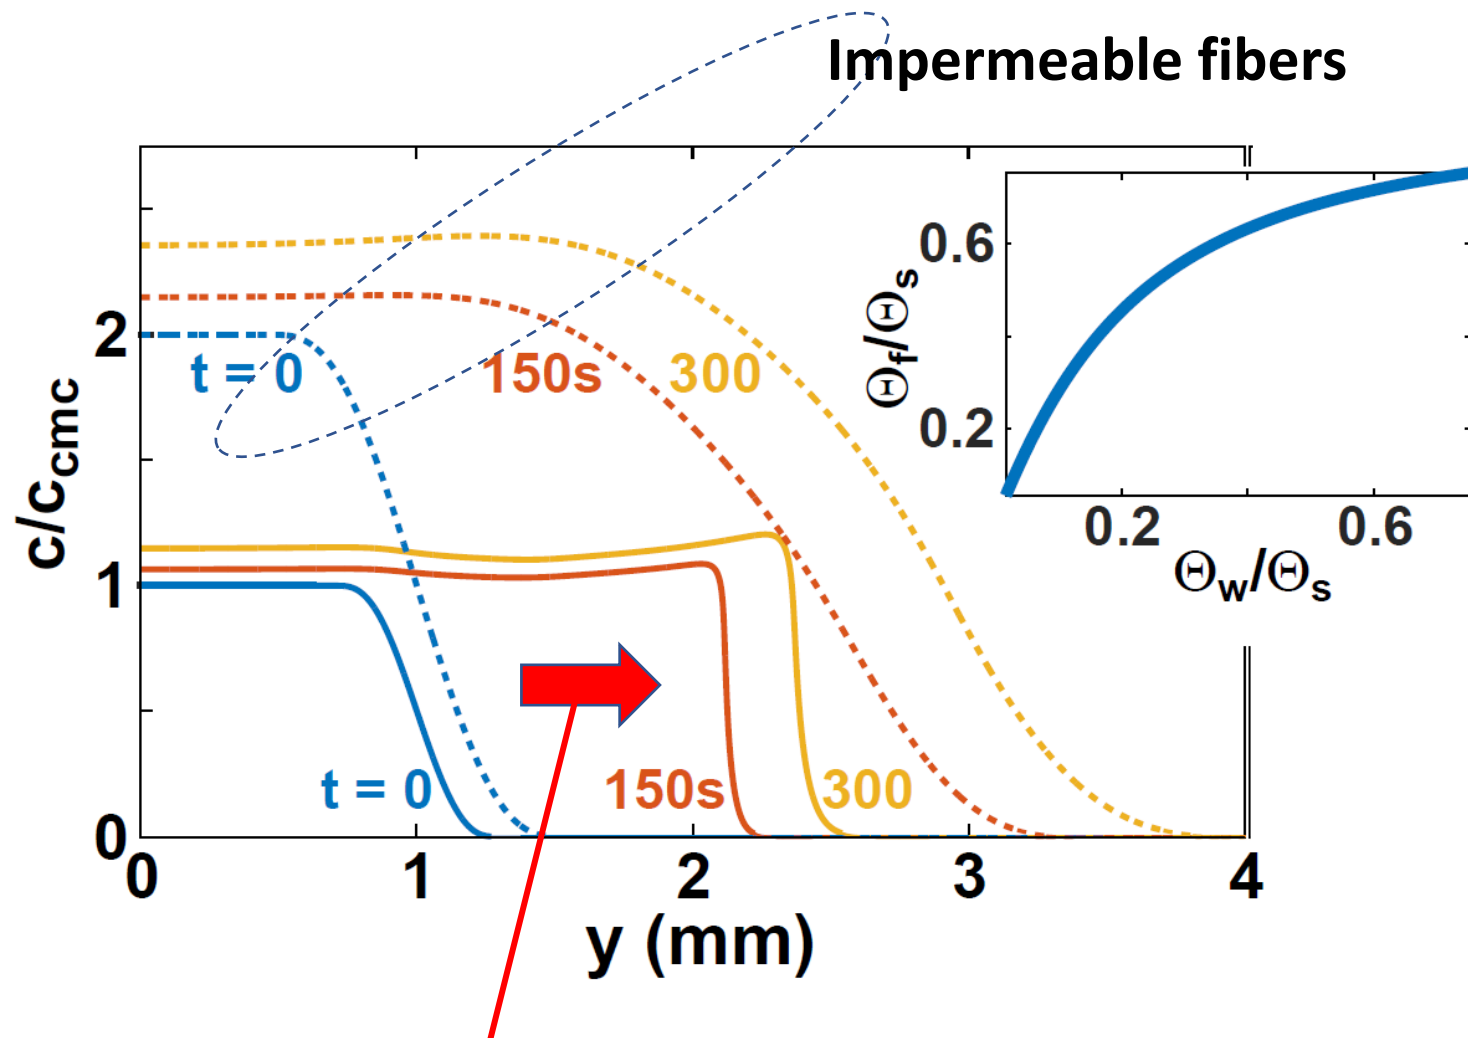 Impermeable fibers
c/c_cmc
2
1
0
t = 0
150s
300
t = 0
150s
300
0
1
2
3
4
y (mm)
Θ_f/Θ_s
0.6
0.2
0.2
0.6
Θ_w/Θ_s